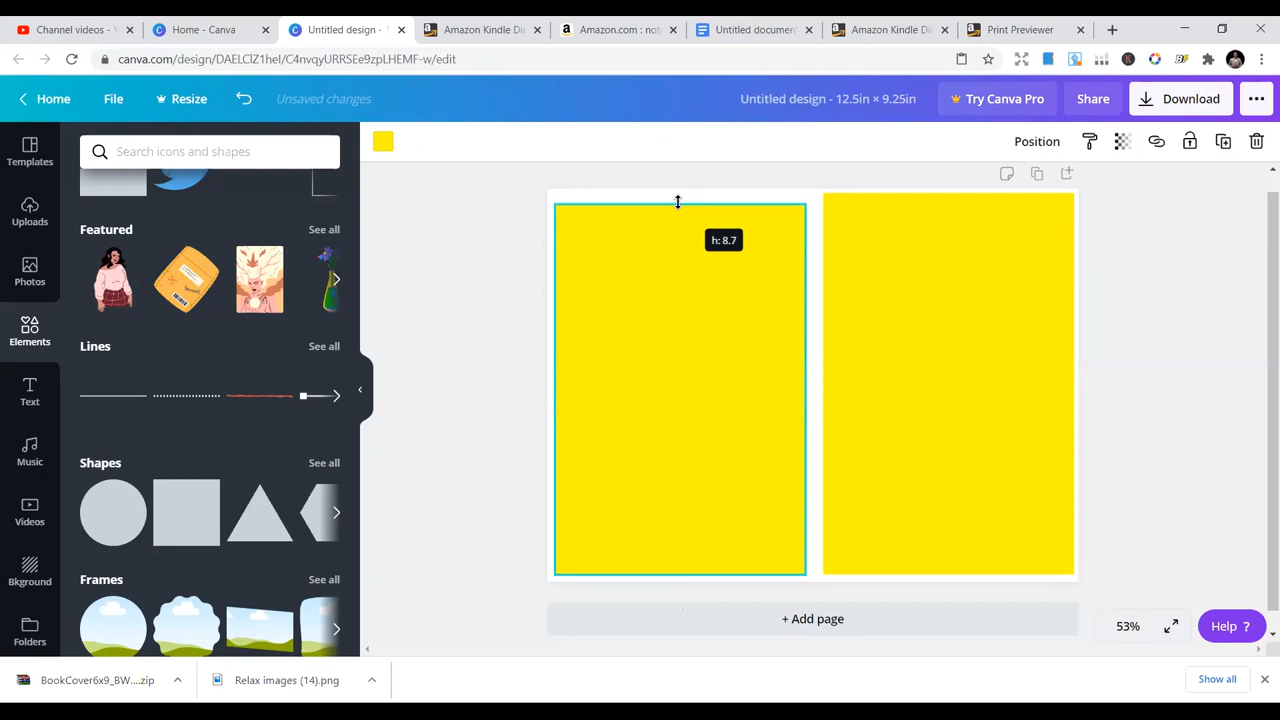 Channel videos - Y
Home - Canva
Untitled design - 1
Amazon Kindle Di
Amazon.com : not
Untitled document
Amazon Kindle Di
Print Previewer
canva.com/design/DAELClZ1heI/C4nvqyURRSEe9zpLHEMF-w/edit
Home
File
Resize
Unsaved changes
Untitled design - 12.5in × 9.25in
Try Canva Pro
Share
Download
Templates
Uploads
Photos
Elements
Text
Music
Videos
Bkground
Folders
Search icons and shapes
Featured
See all
Lines
See all
Shapes
See all
Frames
See all
Position
h: 8.7
+ Add page
53%
Help ?
BookCover6x9_BW....zip
Relax images (14).png
Show all